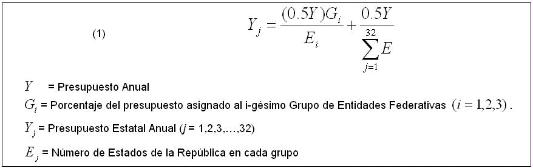 (1) Y_j = \frac{(0.5Y)G_i}{E_i} + \frac{0.5Y}{\sum_{j=1}^{32} E}
Y = Presupuesto Anual
G_i = Porcentaje del presupuesto asignado al i-gésimo Grupo de Entidades Federativas (i = 1,2,3).
Y_j = Presupuesto Estatal Anual (j = 1,2,3,...,32)
E_j = Número de Estados de la República en cada grupo